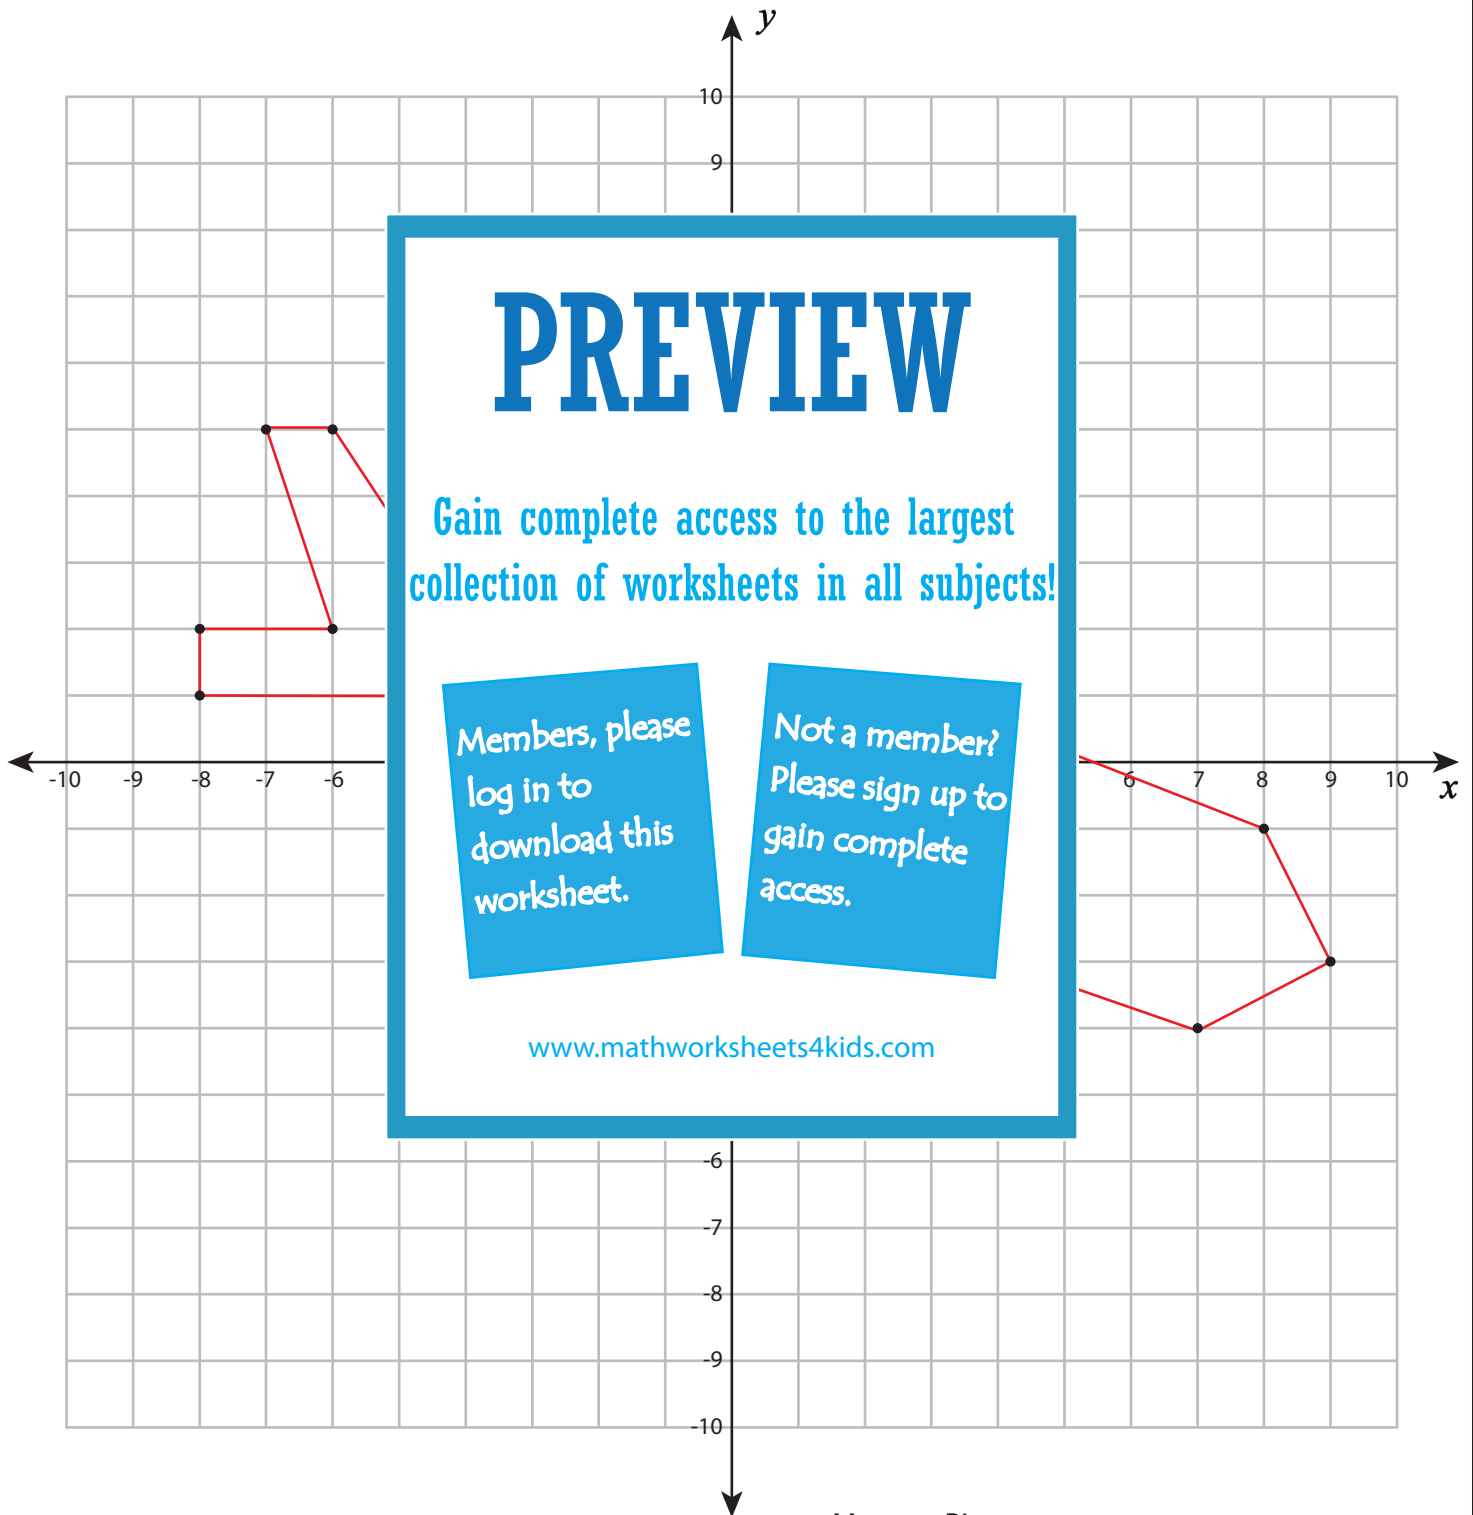 y
10
9
PREVIEW
Gain complete access to the largest
collection of worksheets in all subjects!
Members, please
log in to
download this
worksheet.
Not a member?
Please sign up to
gain complete
access.
-10 -9 -8 -7 -6 6 7 8 9 10
x
www.mathworksheets4kids.com
-6
-7
-8
-9
-10